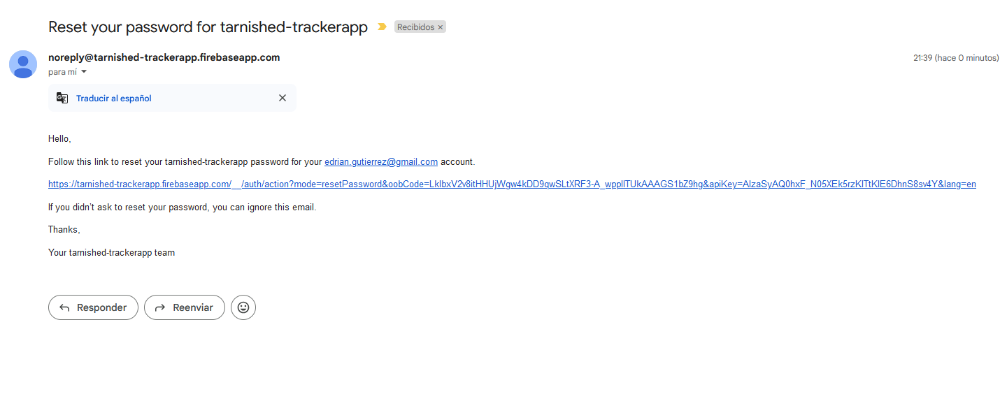 Reset your password for tarnished-trackerapp Recibidos ×
noreply@tarnished-trackerapp.firebaseapp.com 21:39 (hace 0 minutos)
para mí
Traducir al español
Hello,
Follow this link to reset your tarnished-trackerapp password for your edrian.gutierrez@gmail.com account.
https://tarnished-trackerapp.firebaseapp.com/__/auth/action?mode=resetPassword&oobCode=LklbxV2v8itHHUjWgw4kDD9qwSLtXRF3-A_wppllTUkAAAGS1bZ9hg&apiKey=AIzaSyAQ0hxF_N05XEk5rzKlTtKlE6DhnS8sv4Y&lang=en
If you didn't ask to reset your password, you can ignore this email.
Thanks,
Your tarnished-trackerapp team
Responder Reenviar